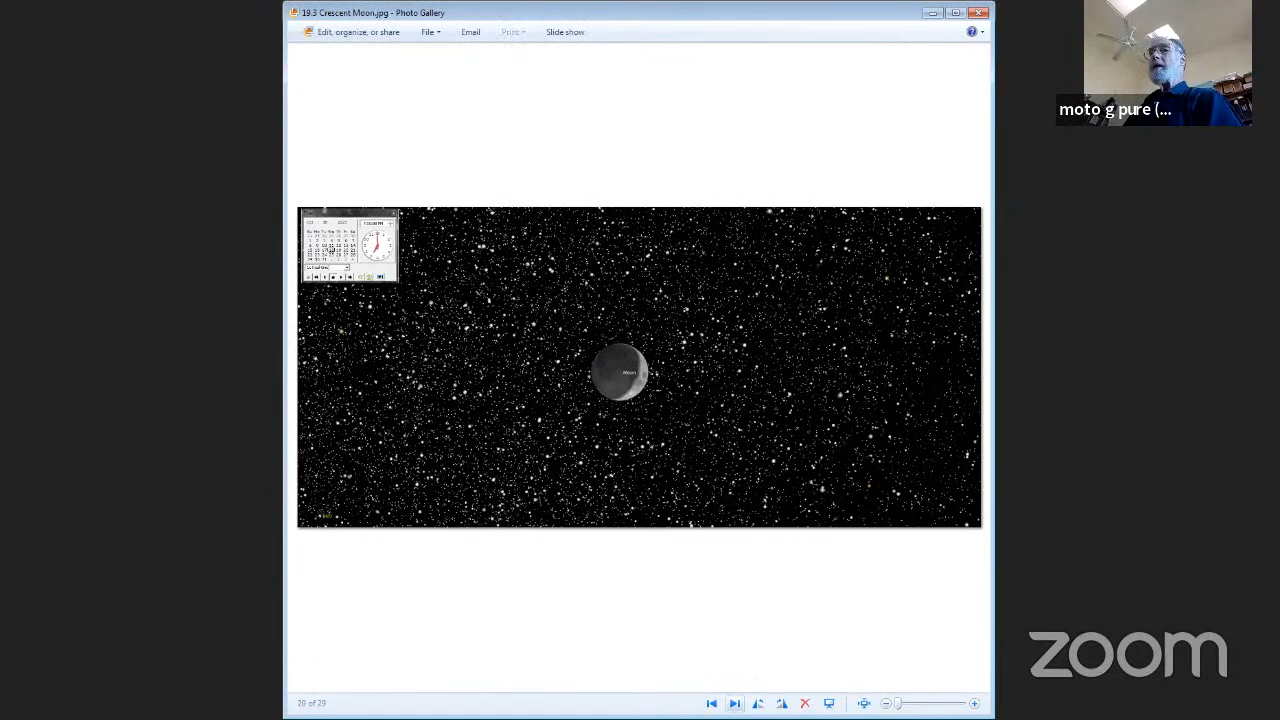 19.3 Crescent Moon.jpg - Photo Gallery
Edit, organize, or share File Email Print Slide show
moto g pure (...
Moon
20 of 29
zoom